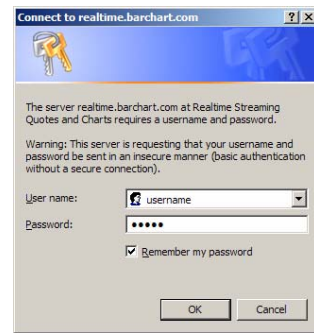 Connect to realtime.barchart.com
The server realtime.barchart.com at Realtime Streaming
Quotes and Charts requires a username and password.
Warning: This server is requesting that your username and
password be sent in an insecure manner (basic authentication
without a secure connection).
User name: username
Password: •••••
Remember my password
OK Cancel